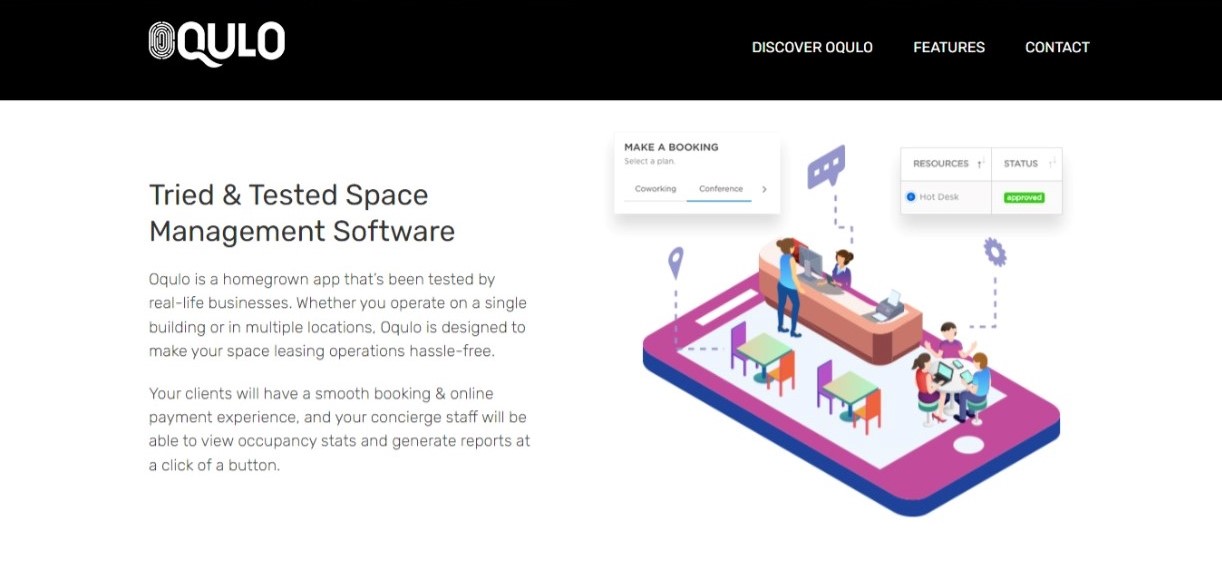 OQULO
DISCOVER OQULO
FEATURES
CONTACT
Tried & Tested Space
Management Software
Oqulo is a homegrown app that's been tested by
real-life businesses. Whether you operate on a single
building or in multiple locations, Oqulo is designed to
make your space leasing operations hassle-free.
Your clients will have a smooth booking & online
payment experience, and your concierge staff will be
able to view occupancy stats and generate reports at
a click of a button.
MAKE A BOOKING
Select a plan.
Coworking
Conference
RESOURCES
STATUS
Hot Desk
approved